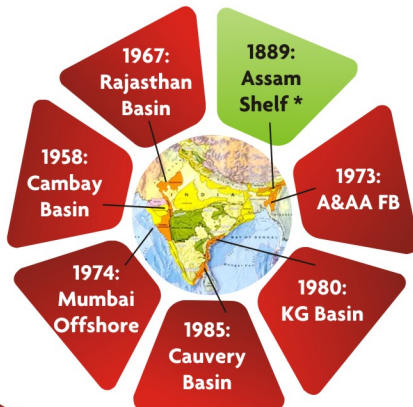 1967:
Rajasthan
Basin
1889:
Assam
Shelf *
1973:
A&AA FB
1980:
KG Basin
1985:
Cauvery
Basin
1974:
Mumbai
Offshore
1958:
Cambay
Basin